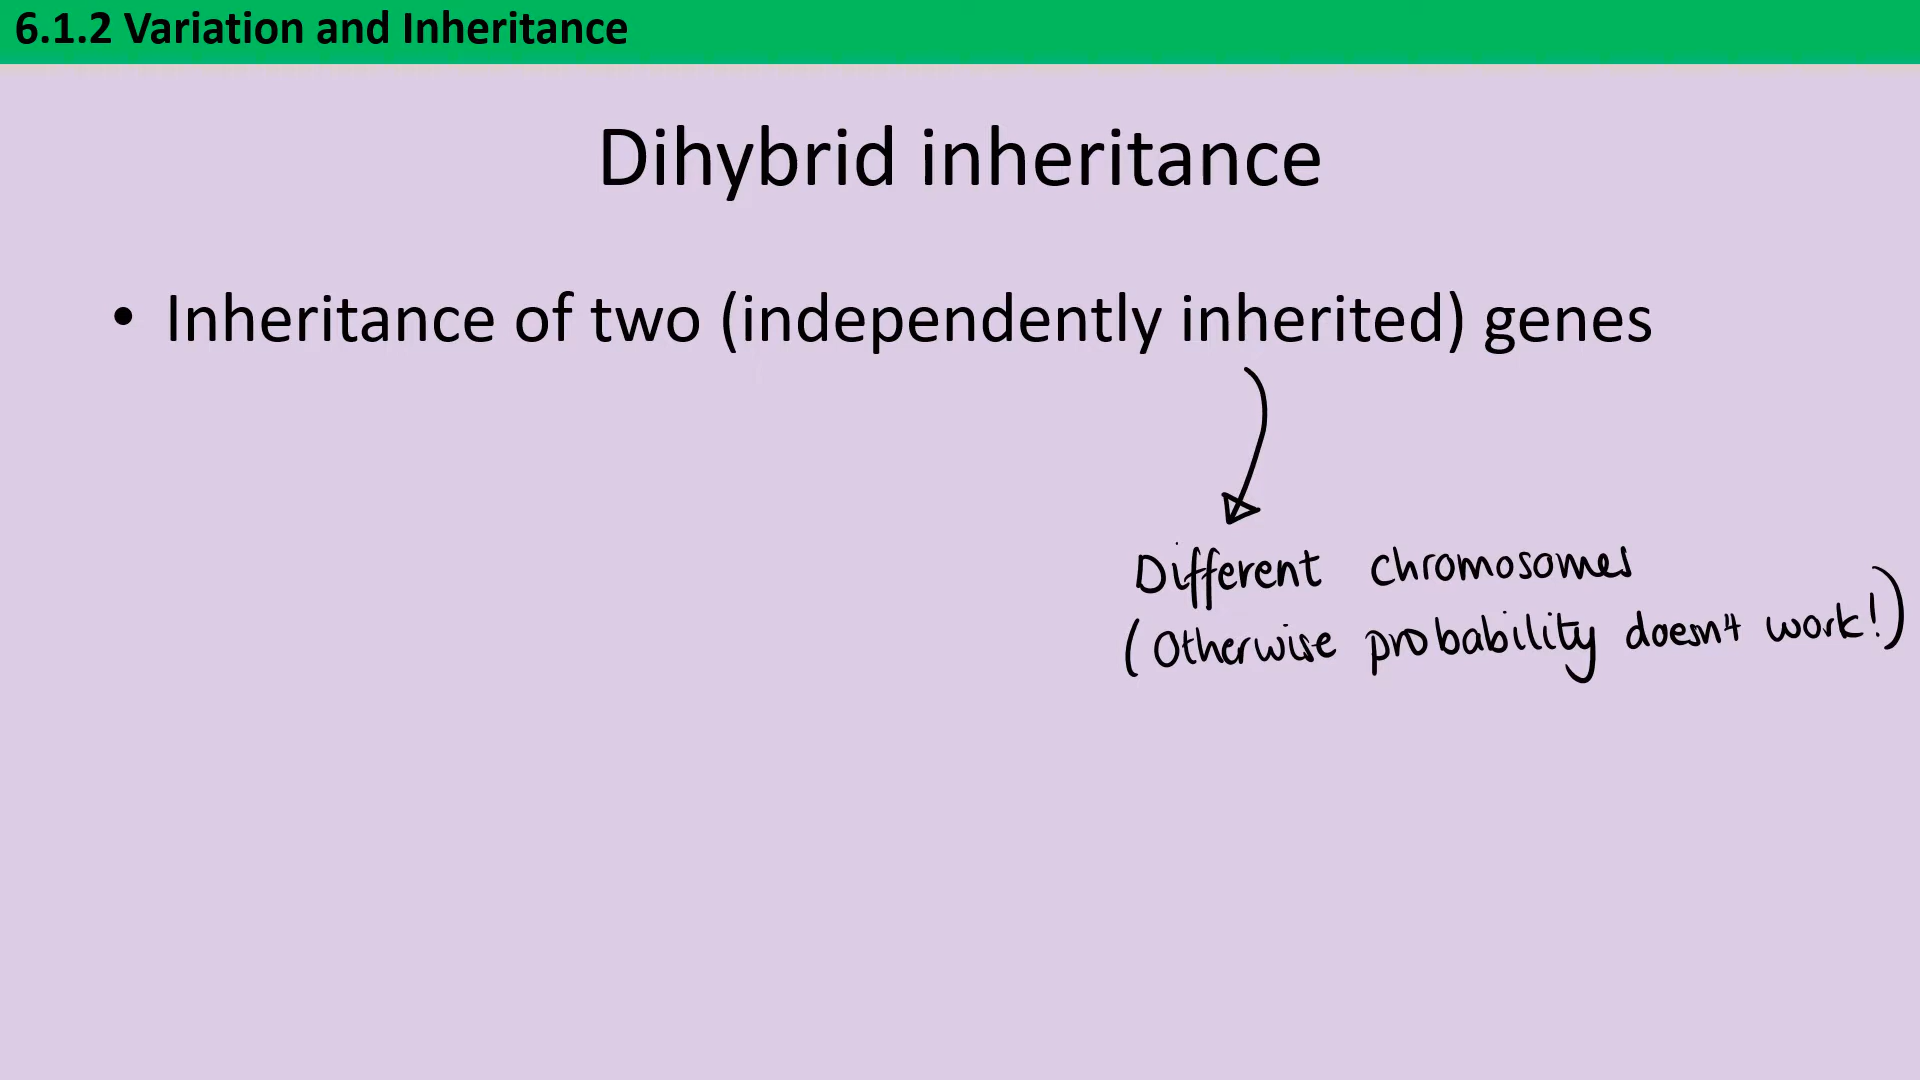 6.1.2 Variation and Inheritance
Dihybrid inheritance
• Inheritance of two (independently inherited) genes
Different chromosomes
(Otherwise probability doesn't work!)